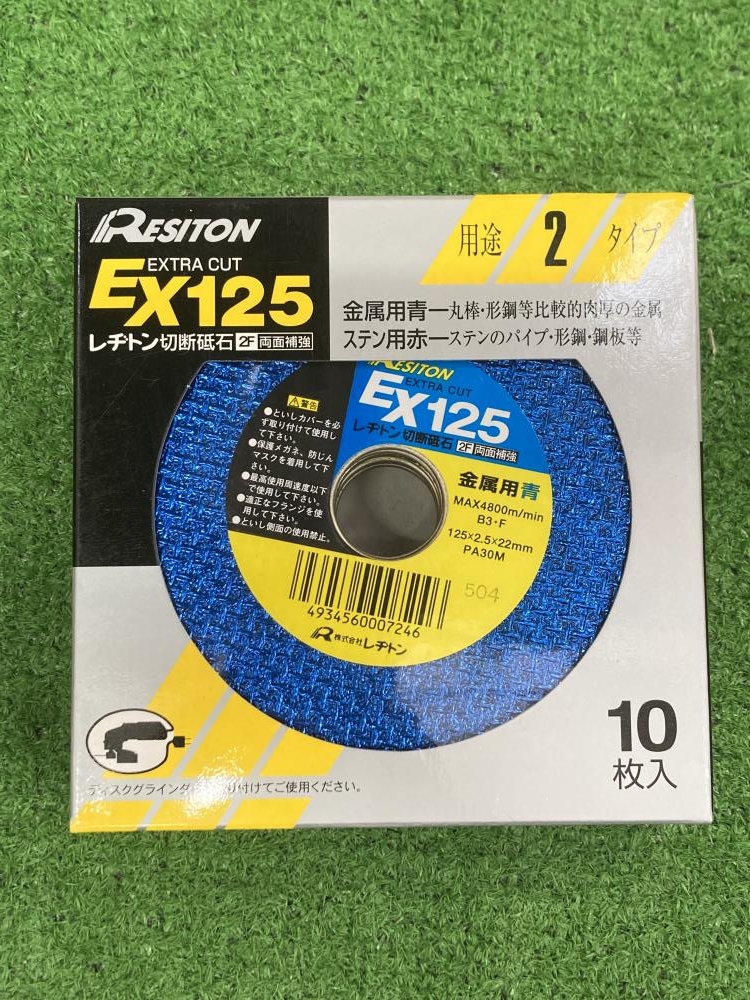 RESITON
EXTRA CUT
EX125
レヂトン切断砥石 2F 両面補強
用途 2 タイプ
金属用青ー丸棒・形鋼等比較的肉厚の金属
ステン用赤ーステンのパイプ・形鋼・鋼板等
RESITON
EXTRA CUT
EX125
レヂトン切断砥石 2F 両面補強
警告
●といしカバーを必
ず取り付けて使用し
て下さい。
●保護メガネ、防じん
マスクを着用して下
さい。
●最高使用周速度以下
で使用して下さい。
●適正なフランジを使
用して下さい。
●といし側面の使用禁止。
金属用青
MAX4800m/min
B3・F
125×2.5×22mm
PA30M
504
4934560007246
R 株式会社レヂトン
10
枚入
ディスクグラインダ り付けてご使用ください。